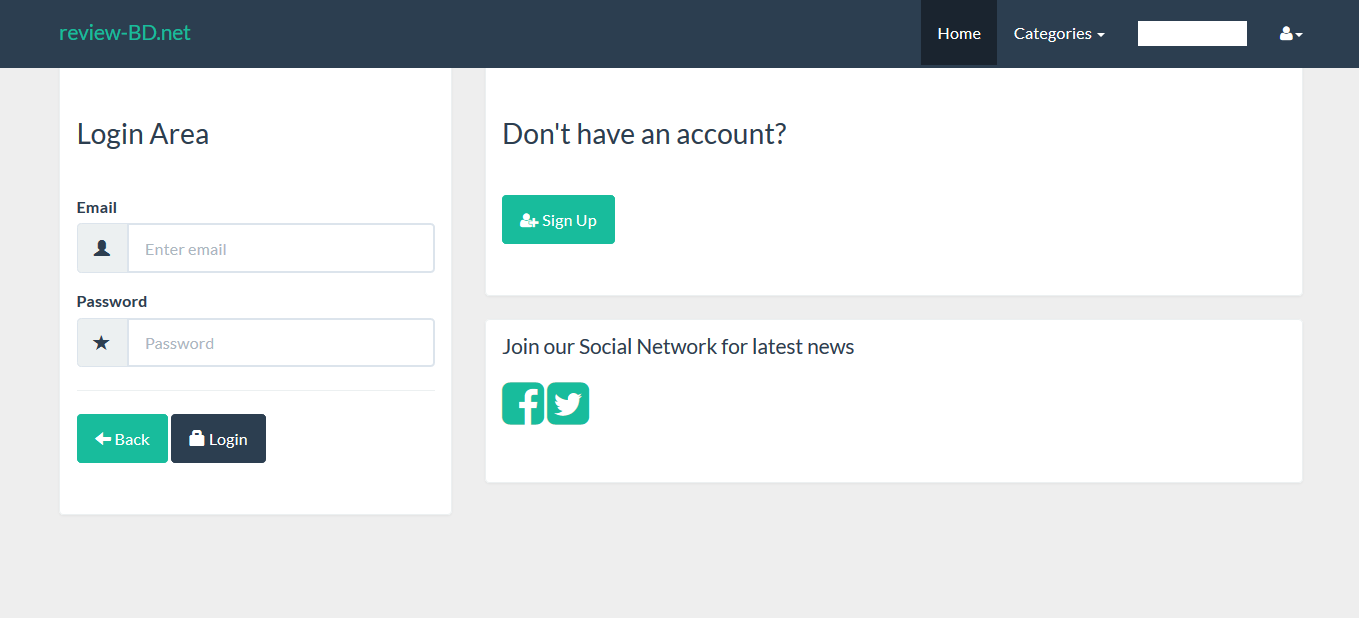 review-BD.net
Home
Categories
Login Area
Email
Enter email
Password
Password
Back
Login
Don't have an account?
Sign Up
Join our Social Network for latest news